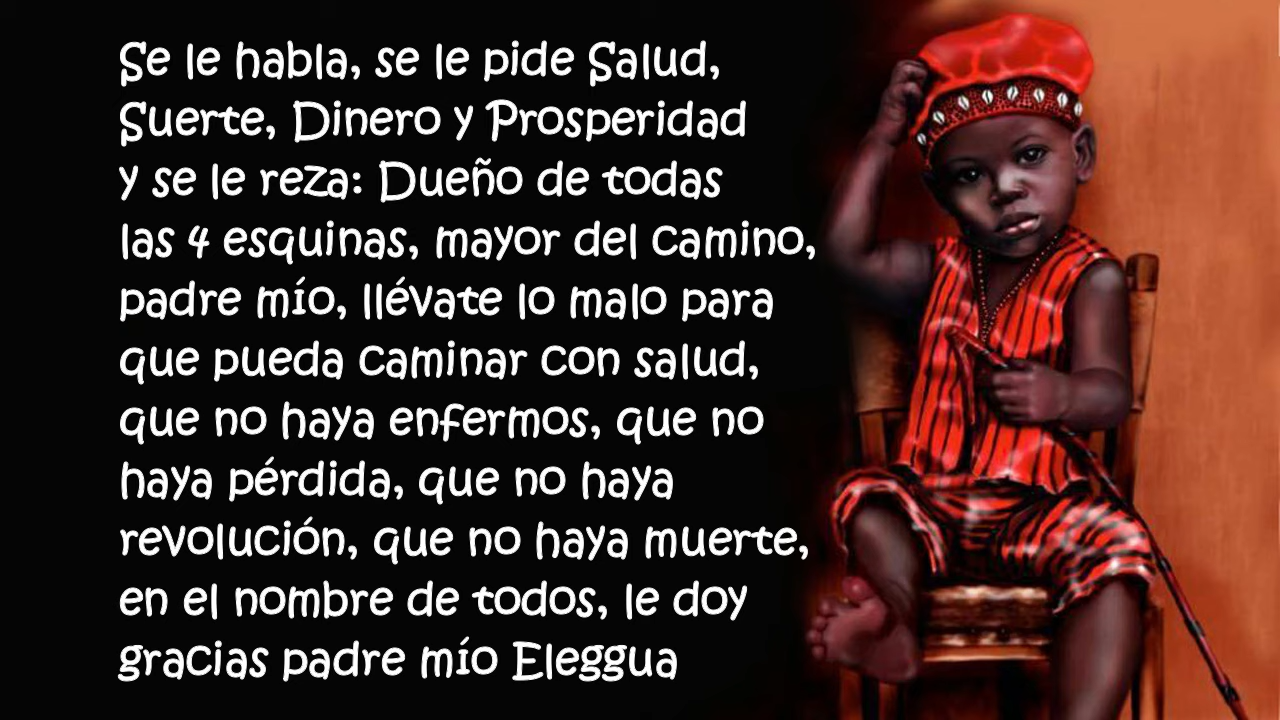 Se le habla, se le pide Salud,
Suerte, Dinero y Prosperidad
y se le reza: Dueño de todas
las 4 esquinas, mayor del camino,
padre mío, llévate lo malo para
que pueda caminar con salud,
que no haya enfermos, que no
haya pérdida, que no haya
revolución, que no haya muerte,
en el nombre de todos, le doy
gracias padre mío Eleggua